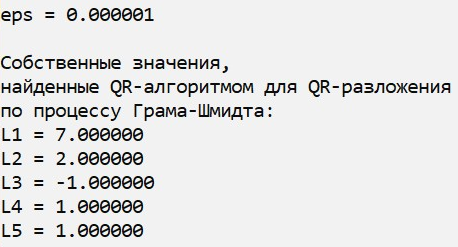 eps = 0.000001
Собственные значения,
найденные QR-алгоритмом для QR-разложения
по процессу Грама-Шмидта:
L1 = 7.000000
L2 = 2.000000
L3 = -1.000000
L4 = 1.000000
L5 = 1.000000